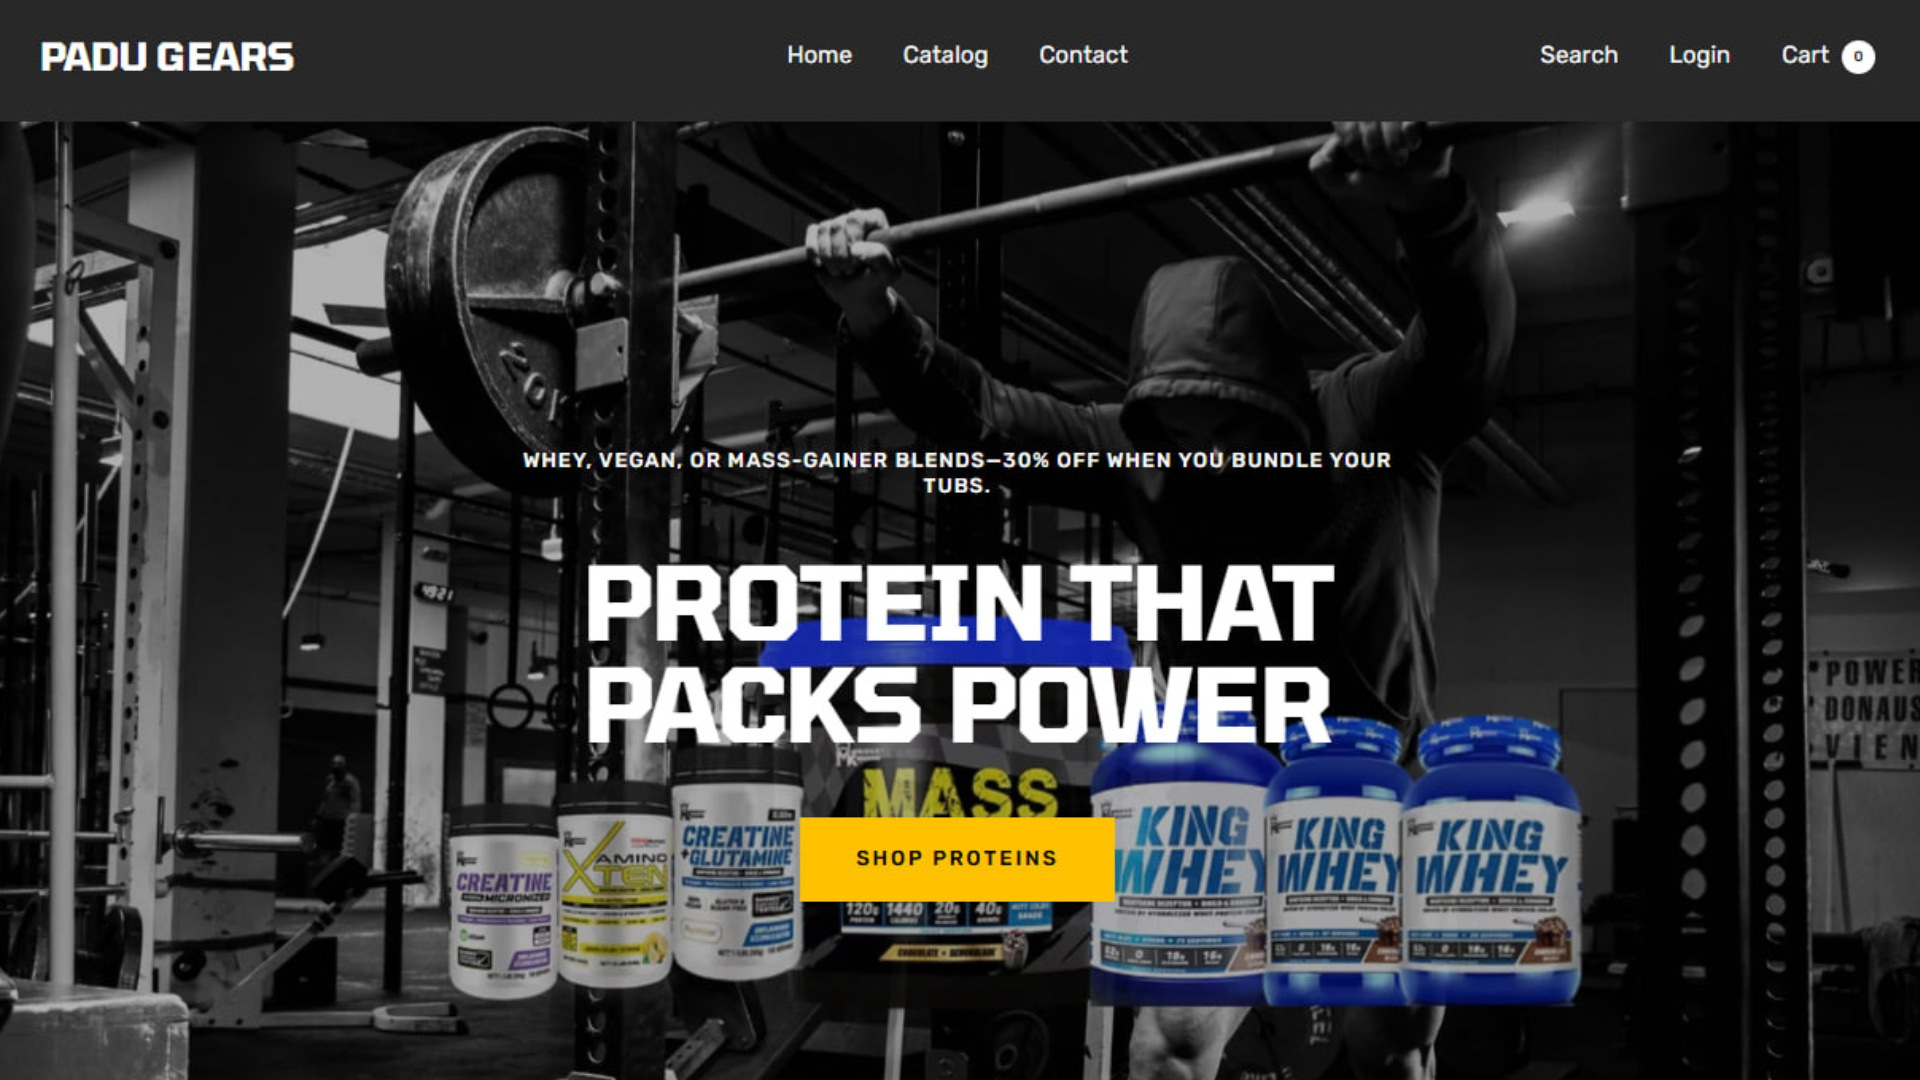 PADU GEARS
Home Catalog Contact
Search Login Cart 0
WHEY, VEGAN, OR MASS-GAINER BLENDS—30% OFF WHEN YOU BUNDLE YOUR
TUBS.
PROTEIN THAT
PACKS POWER
SHOP PROTEINS
20
"POWER
DONAUS
VIEN
MASS
120g 1440 20g 40g
CHOCOLATE
CREATINE
MICRONIZED
AMINO
XTEN
CREATINE
+GLUTAMINE
KING
WHEY
KING
WHEY
KING
WHEY